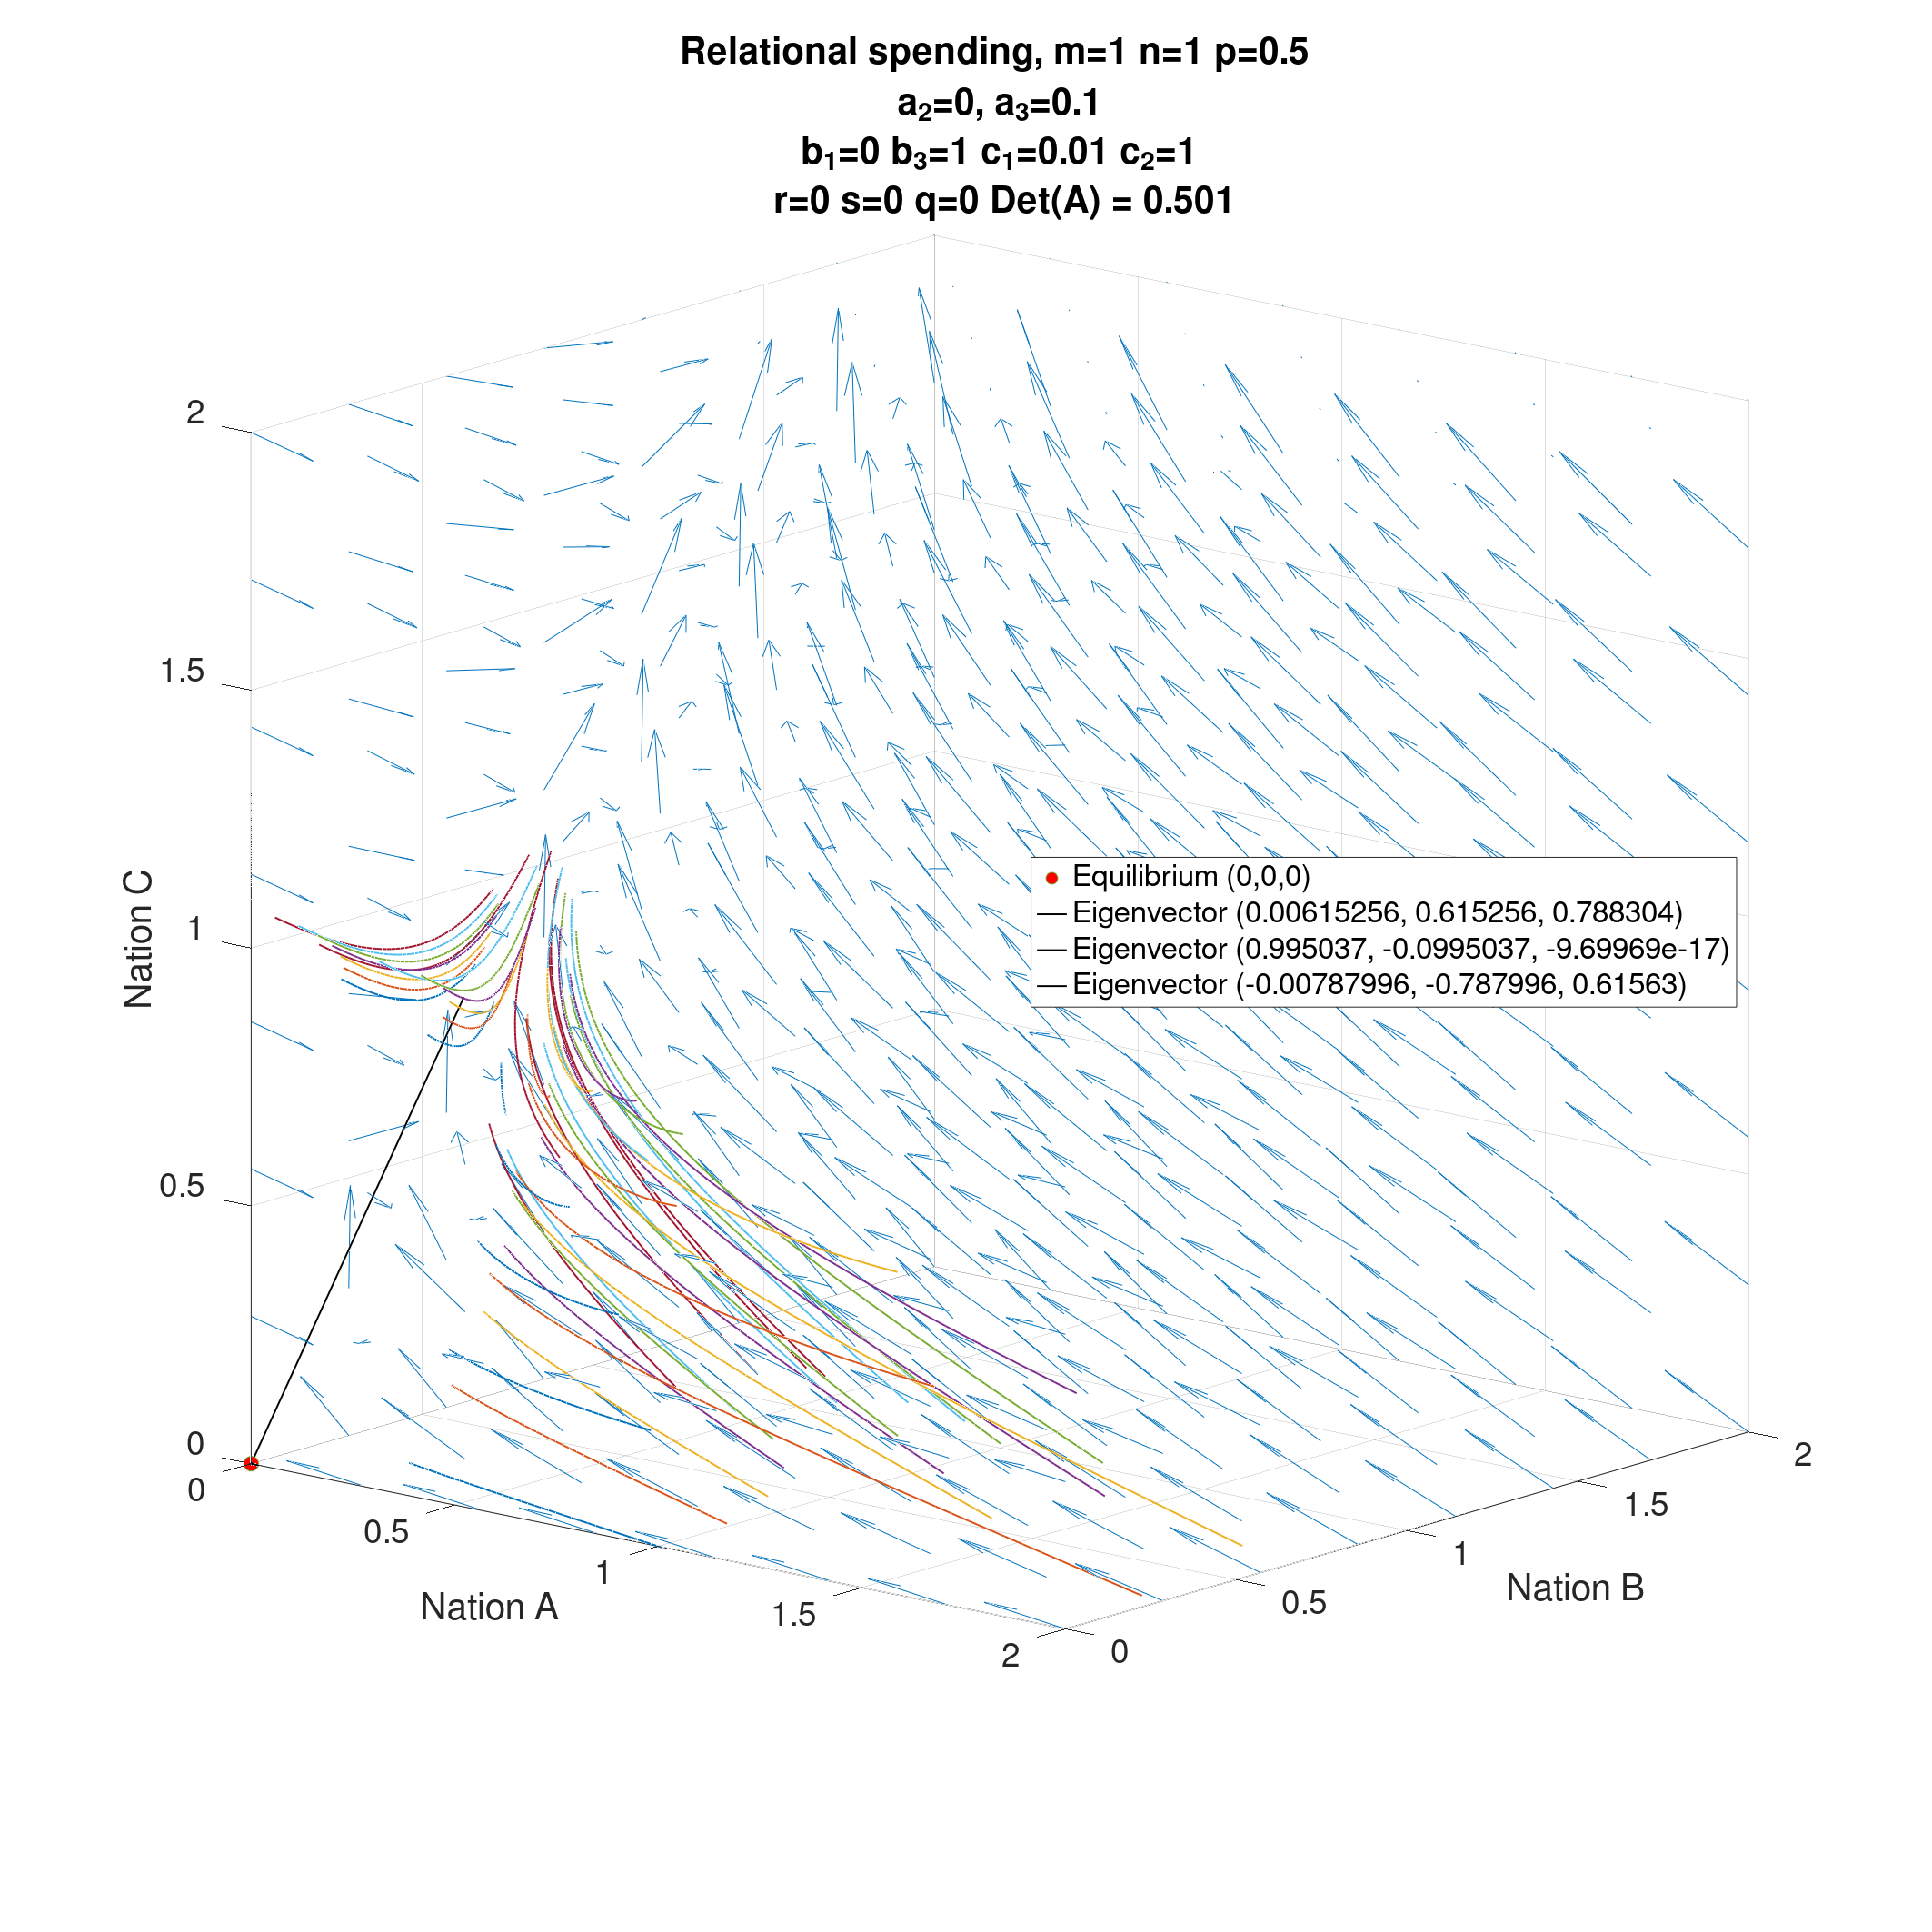 Relational spending, m=1 n=1 p=0.5
a₂=0, a₃=0.1
b₁=0 b₃=1 c₁=0.01 c₂=1
r=0 s=0 q=0 Det(A) = 0.501
2
1.5
1
0.5
0
Nation C
Equilibrium (0,0,0)
Eigenvector (0.00615256, 0.615256, 0.788304)
Eigenvector (0.995037, -0.0995037, -9.69969e-17)
Eigenvector (-0.00787996, -0.787996, 0.61563)
0
0.5
1
1.5
2
Nation A
0
0.5
1
1.5
2
Nation B